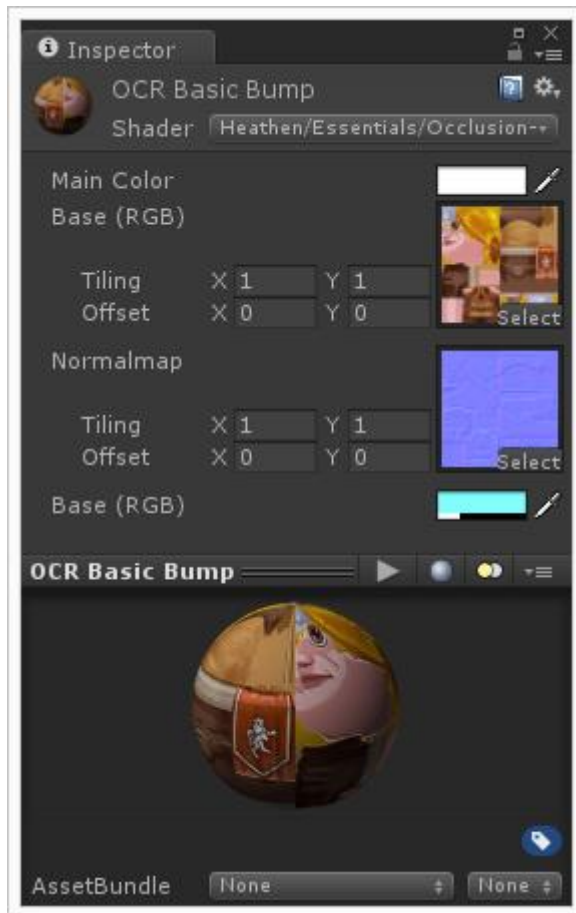 Inspector
OCR Basic Bump
Shader Heathen/Essentials/Occlusion-
Main Color
Base (RGB)
Tiling X 1 Y 1
Offset X 0 Y 0
Select
Normalmap
Tiling X 1 Y 1
Offset X 0 Y 0
Select
Base (RGB)
OCR Basic Bump
AssetBundle None None